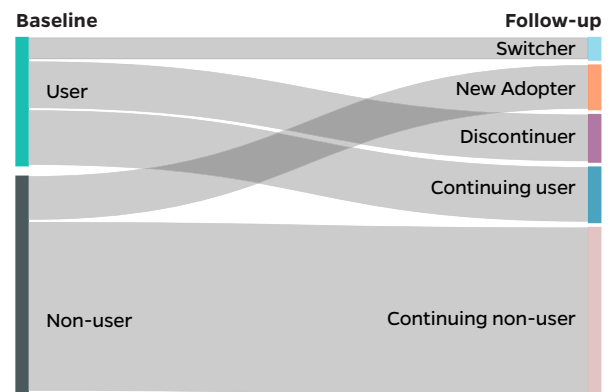 Baseline
Follow-up
Switcher
User
New Adopter
Discontinuer
Continuing user
Non-user
Continuing non-user